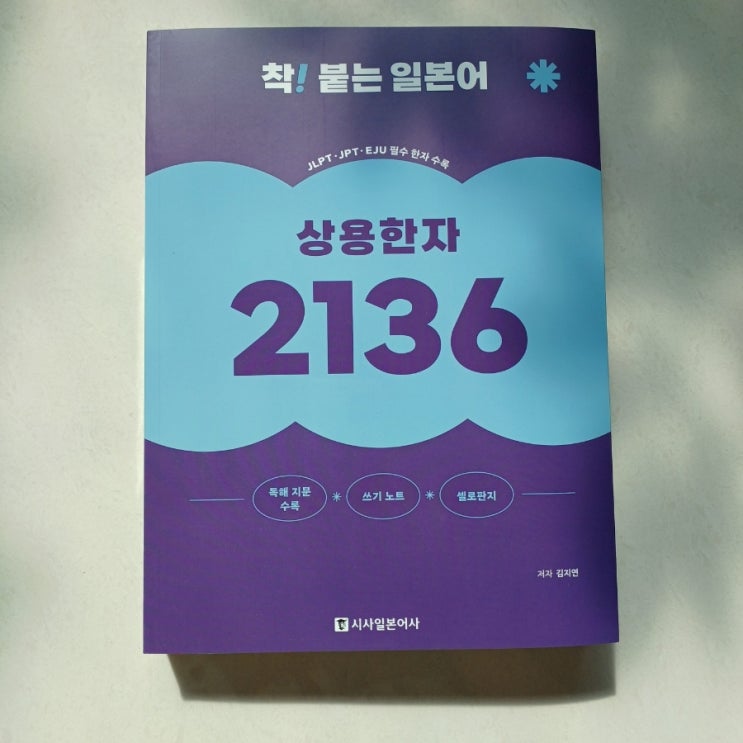 착! 붙는 일본어
JLPT·JPT·EJU 필수 한자 수록
상용한자
2136
독해 지문
수록
쓰기 노트
셀로판지
저자 김지연
시사일본어사